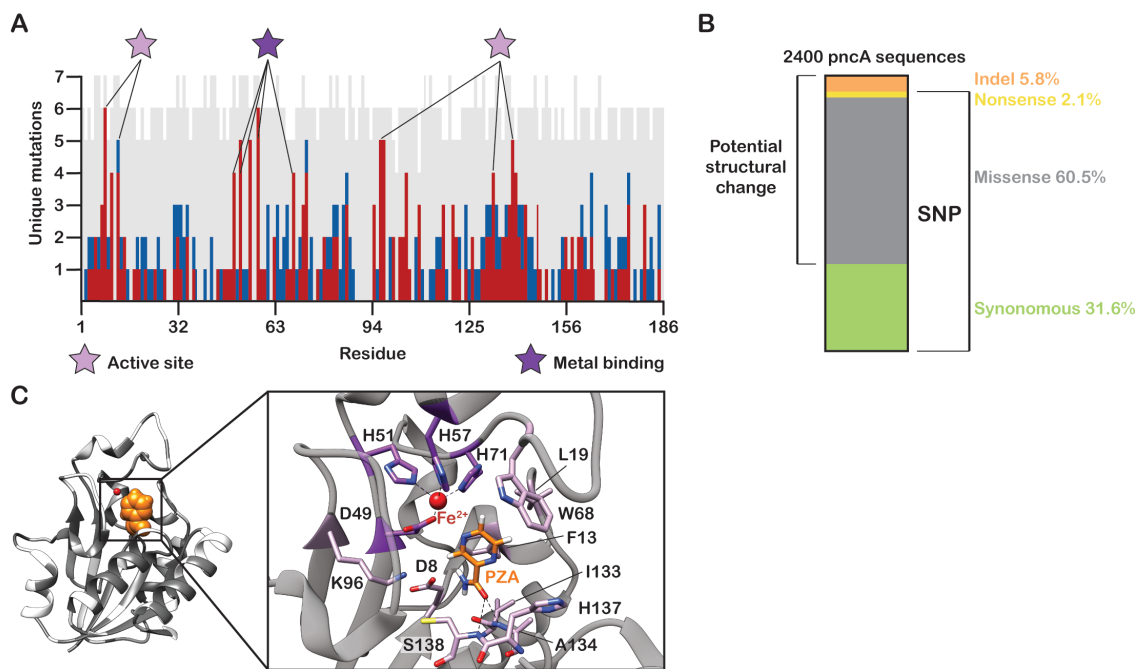 A
7
6
5
4
3
2
1
Unique mutations
1
32
63
94
125
156
186
Residue
Active site
Metal binding
B
2400 pncA sequences
Indel 5.8%
Nonsense 2.1%
Potential
structural
change
Missense 60.5%
SNP
Synonomous 31.6%
C
H51
H57
H71
L19
D49
Fe2+
W68
F13
K96
D8
PZA
I133
H137
S138
A134